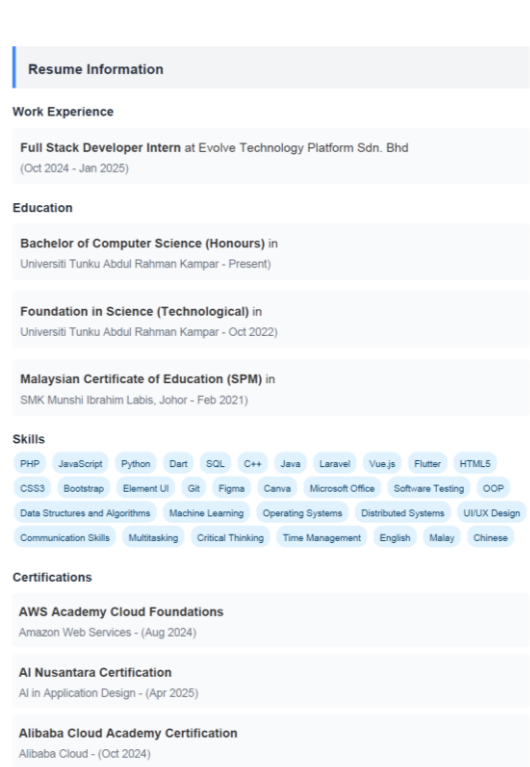 Resume Information
Work Experience
Full Stack Developer Intern at Evolve Technology Platform Sdn. Bhd
(Oct 2024 - Jan 2025)
Education
Bachelor of Computer Science (Honours) in
Universiti Tunku Abdul Rahman Kampar - Present)
Foundation in Science (Technological) in
Universiti Tunku Abdul Rahman Kampar - Oct 2022)
Malaysian Certificate of Education (SPM) in
SMK Munshi Ibrahim Labis, Johor - Feb 2021)
Skills
PHP JavaScript Python Dart SQL C++ Java Laravel Vue.js Flutter HTML5
CSS3 Bootstrap Element UI Git Figma Canva Microsoft Office Software Testing OOP
Data Structures and Algorithms Machine Learning Operating Systems Distributed Systems UI/UX Design
Communication Skills Multitasking Critical Thinking Time Management English Malay Chinese
Certifications
AWS Academy Cloud Foundations
Amazon Web Services - (Aug 2024)
AI Nusantara Certification
AI in Application Design - (Apr 2025)
Alibaba Cloud Academy Certification
Alibaba Cloud - (Oct 2024)